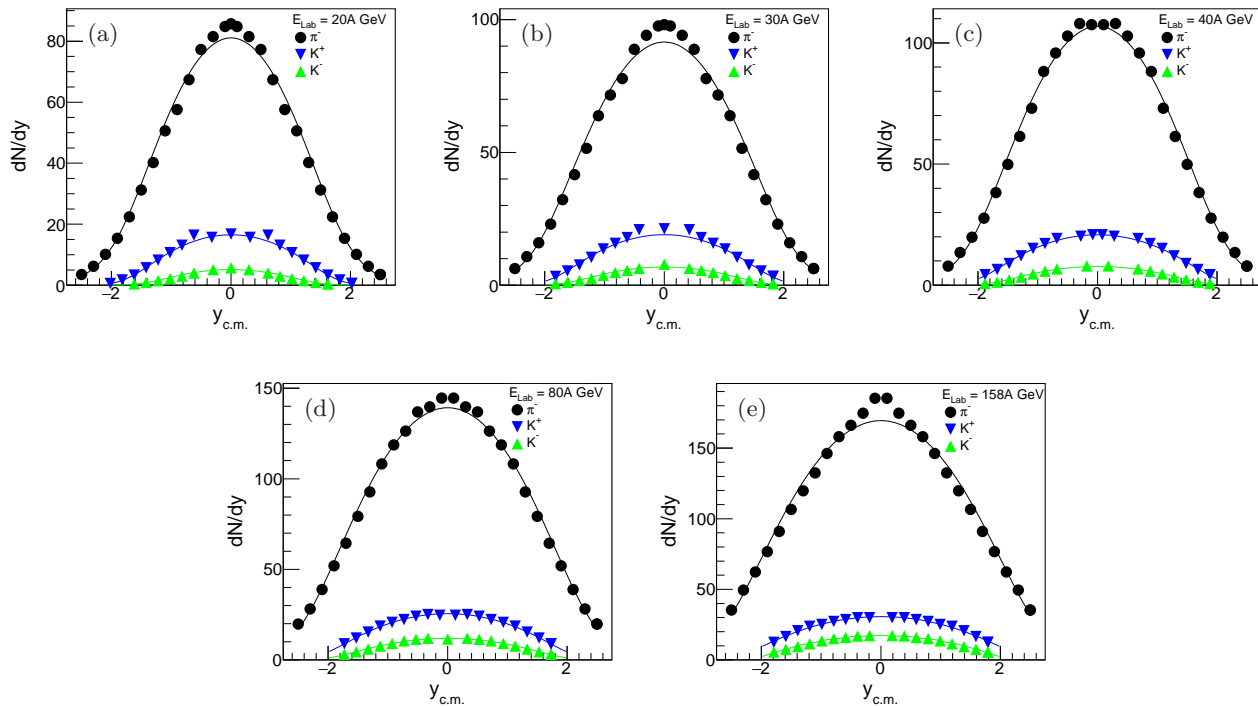 (a)
E_Lab = 20A GeV
π⁻
K⁺
K⁻
dN/dy
80
60
40
20
0
−2 0 2
y_c.m.
(b)
E_Lab = 30A GeV
π⁻
K⁺
K⁻
dN/dy
100
50
0
−2 0 2
y_c.m.
(c)
E_Lab = 40A GeV
π⁻
K⁺
K⁻
dN/dy
100
50
0
−2 0 2
y_c.m.
(d)
E_Lab = 80A GeV
π⁻
K⁺
K⁻
dN/dy
150
100
50
0
−2 0 2
y_c.m.
(e)
E_Lab = 158A GeV
π⁻
K⁺
K⁻
dN/dy
150
100
50
0
−2 0 2
y_c.m.